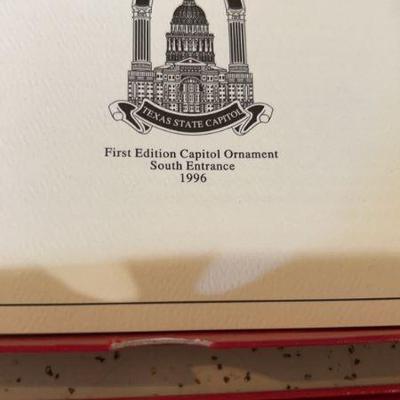 TEXAS STATE CAPITOL
First Edition Capitol Ornament
South Entrance
1996